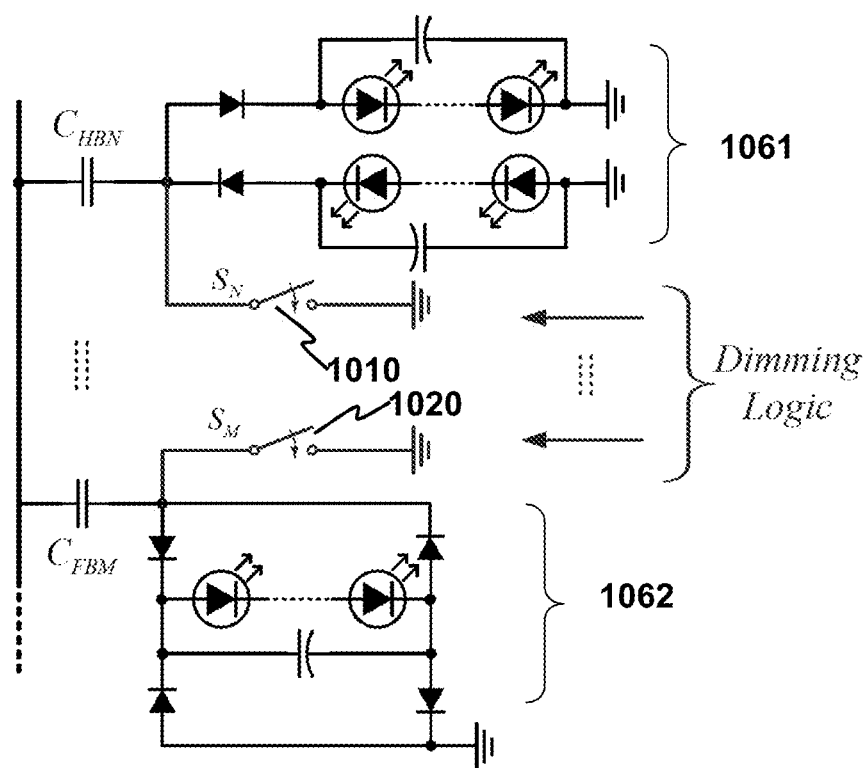 C_HBN
1061
S_N
1010
Dimming
Logic
1020
S_M
C_FBM
1062